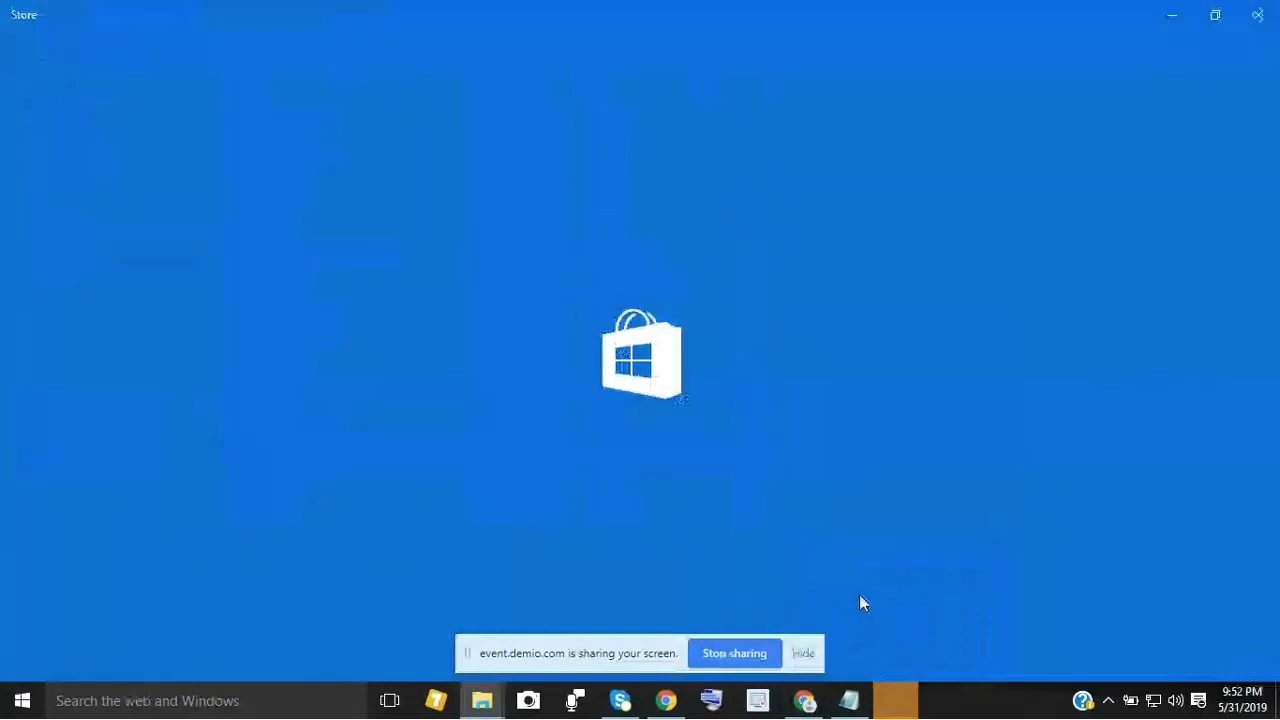 Store
event.demio.com is sharing your screen.
Stop sharing
Hide
Search the web and Windows
9:52 PM
5/31/2019